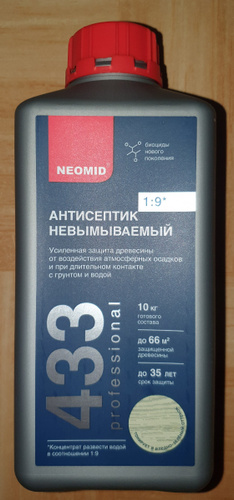 NEOMID
биоциды
нового
поколения
1:9*
АНТИСЕПТИК
НЕВЫМЫВАЕМЫЙ
Усиленная защита древесины
от воздействия атмосферных осадков
и при длительном контакте
с грунтом и водой
433
professional
10 кг
готового
состава
до 66 м²
защищенной
древесины
до 35 лет
срок защиты
*Концентрат развести водой
в соотношении 1:9